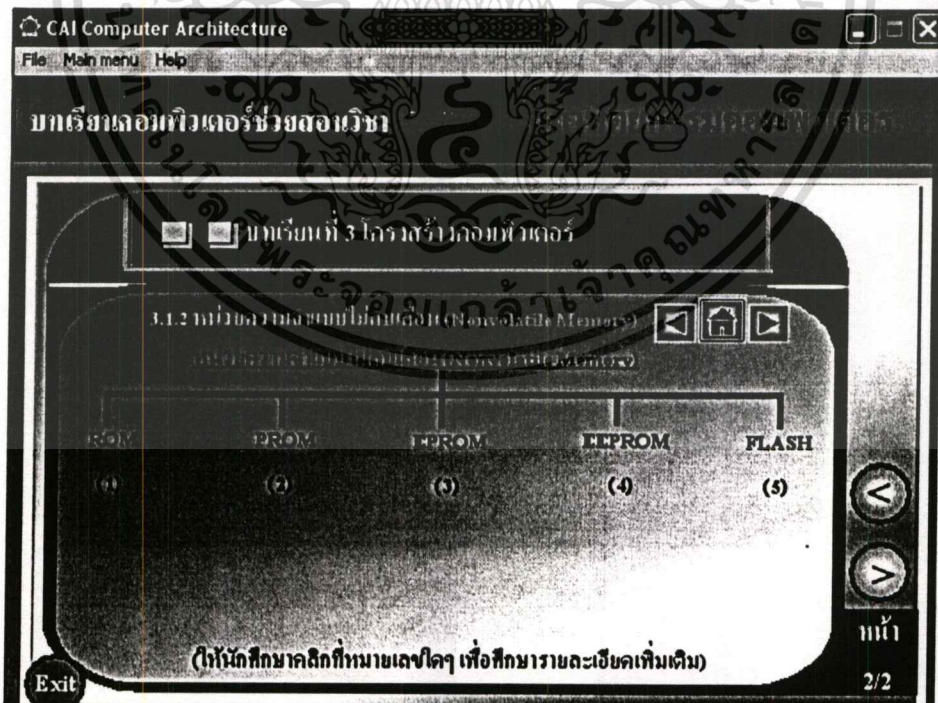 CAI Computer Architecture
File Main menu Help
บทเรียนคอมพิวเตอร์ช่วยสอนวิชา
บทเรียนที่ 3 โครงสร้างคอมพิวเตอร์
3.1.2 หน่วยความจำแบบไม่ลบเลือน (Nonvolatile Memory)
ROM PROM EPROM EEPROM FLASH
(1) (2) (3) (4) (5)
<
>
(ให้นักศึกษาคลิกที่หมายเลขใดๆ เพื่อศึกษารายละเอียดเพิ่มเติม)
หน้า
Exit
2/2